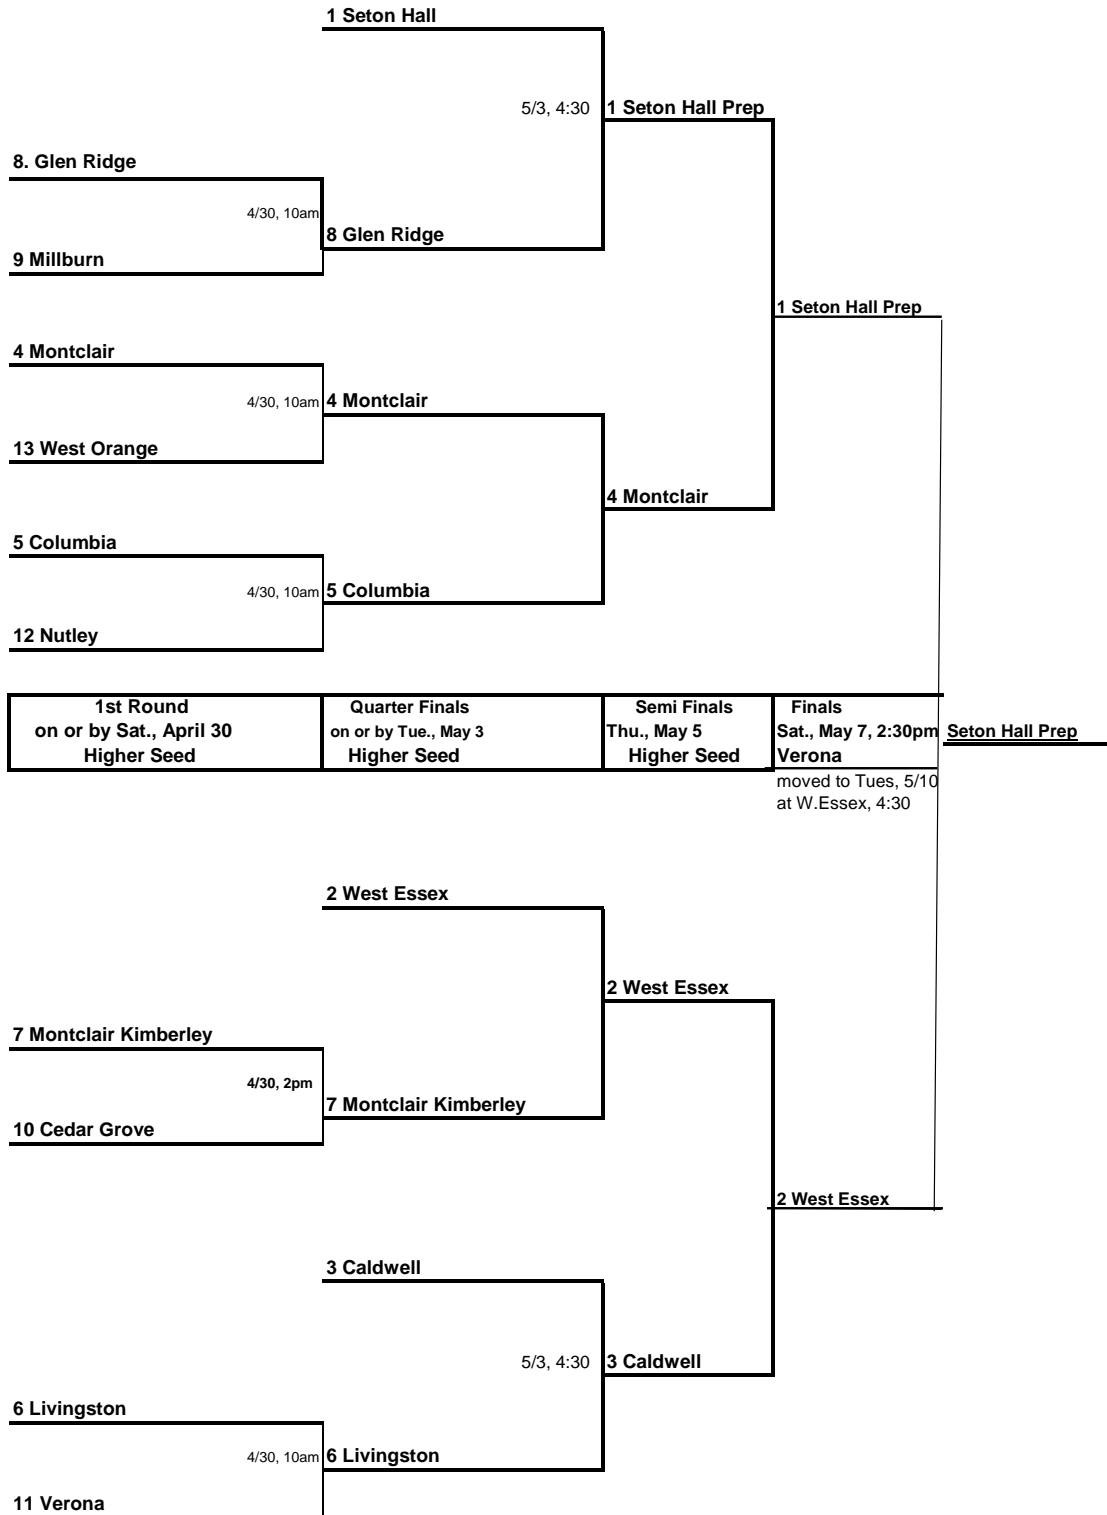 1 Seton Hall
5/3, 4:30
1 Seton Hall Prep
8. Glen Ridge
4/30, 10am
8 Glen Ridge
9 Millburn
1 Seton Hall Prep
4 Montclair
4/30, 10am
4 Montclair
13 West Orange
4 Montclair
5 Columbia
4/30, 10am
5 Columbia
12 Nutley
1st Round
on or by Sat., April 30
Higher Seed
Quarter Finals
on or by Tue., May 3
Higher Seed
Semi Finals
Thu., May 5
Higher Seed
Finals
Sat., May 7, 2:30pm
Verona
moved to Tues, 5/10
at W.Essex, 4:30
Seton Hall Prep
2 West Essex
2 West Essex
7 Montclair Kimberley
4/30, 2pm
7 Montclair Kimberley
10 Cedar Grove
2 West Essex
3 Caldwell
5/3, 4:30
3 Caldwell
6 Livingston
4/30, 10am
6 Livingston
11 Verona